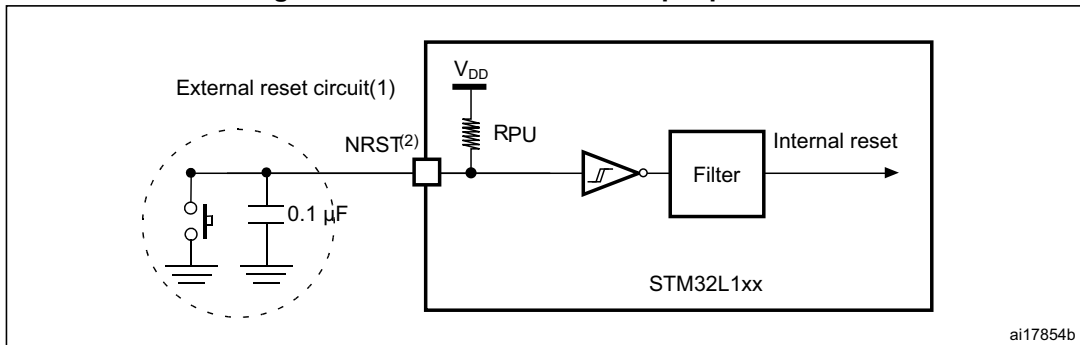 External reset circuit(1)
VDD
RPU
NRST(2)
Internal reset
Filter
0.1 µF
STM32L1xx
ai17854b